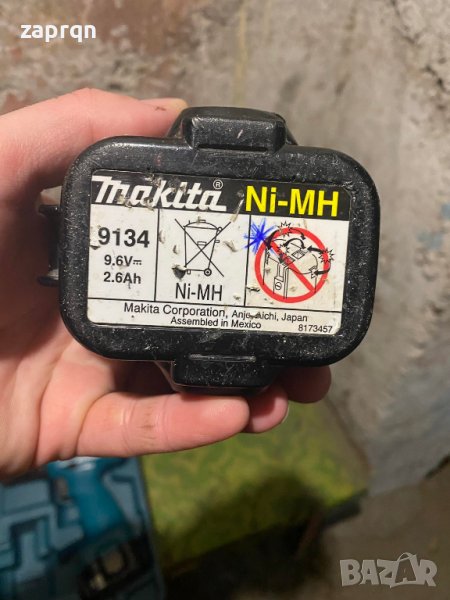 zaprqn
makita® Ni-MH
9134
9.6V⎓
2.6Ah
Ni-MH
Makita Corporation, Anjo, Aichi, Japan
Assembled in Mexico
8173457
BAZAR